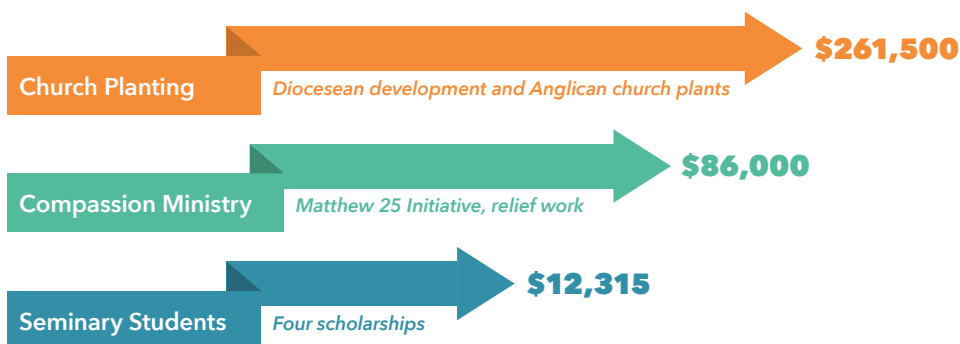 $261,500
Church Planting
Diocesean development and Anglican church plants
$86,000
Compassion Ministry
Matthew 25 Initiative, relief work
$12,315
Seminary Students
Four scholarships